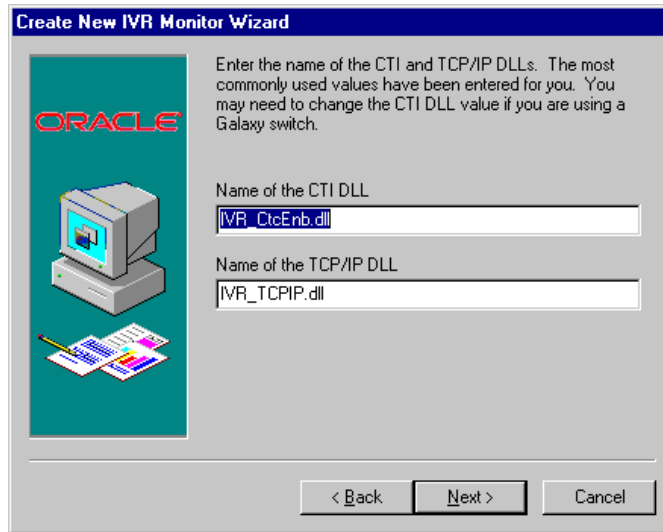 Create New IVR Monitor Wizard
ORACLE
Enter the name of the CTI and TCP/IP DLLs. The most
commonly used values have been entered for you. You
may need to change the CTI DLL value if you are using a
Galaxy switch.
Name of the CTI DLL
IVR_CtcEnb.dll
Name of the TCP/IP DLL
IVR_TCPIP.dll
< Back
Next >
Cancel